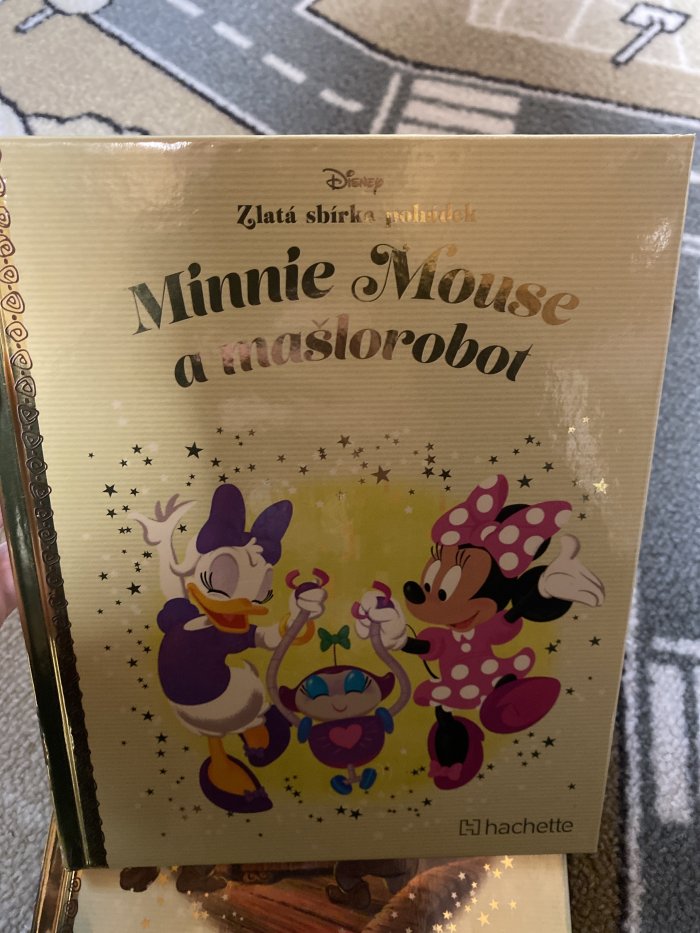 Disney
Zlatá sbírka pohádek
Minnie Mouse
a mašlorobot
hachette